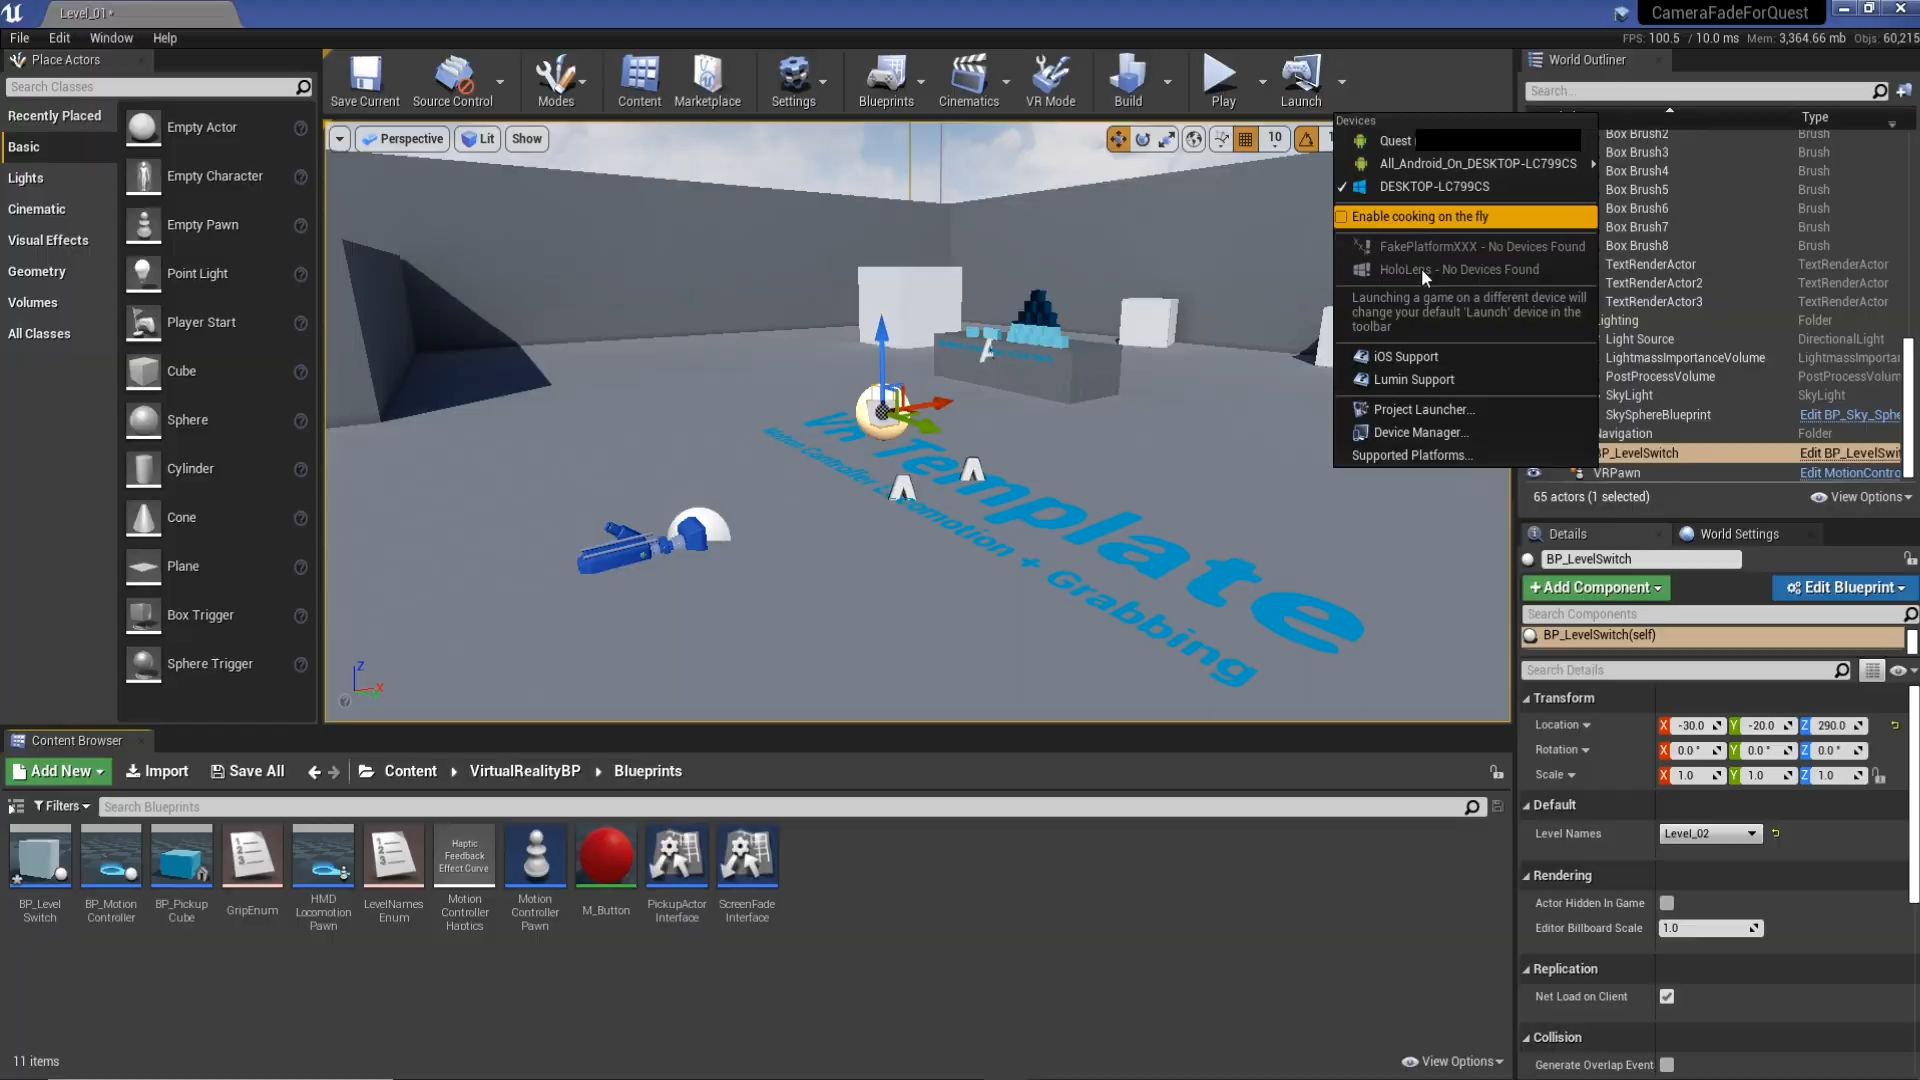 Level_01*
CameraFadeForQuest
File Edit Window Help
FPS: 100.5 / 10.0 ms Mem: 3,364.66 mb Objs: 60,215
Place Actors
Search Classes
Recently Placed
Basic
Lights
Cinematic
Visual Effects
Geometry
Volumes
All Classes
Empty Actor
Empty Character
Empty Pawn
Point Light
Player Start
Cube
Sphere
Cylinder
Cone
Plane
Box Trigger
Sphere Trigger
Save Current
Source Control
Modes
Content
Marketplace
Settings
Blueprints
Cinematics
VR Mode
Build
Play
Launch
Perspective
Lit
Show
10
VR Template
Motion Controller Locomotion + Grabbing
Z
X
Devices
Quest
All_Android_On_DESKTOP-LC799CS
DESKTOP-LC799CS
Enable cooking on the fly
FakePlatformXXX - No Devices Found
HoloLens - No Devices Found
Launching a game on a different device will
change your default 'Launch' device in the
toolbar
iOS Support
Lumin Support
Project Launcher...
Device Manager...
Supported Platforms...
World Outliner
Search...
Type
Box Brush2 Brush
Box Brush3 Brush
Box Brush4 Brush
Box Brush5 Brush
Box Brush6 Brush
Box Brush7 Brush
Box Brush8 Brush
TextRenderActor TextRenderActor
TextRenderActor2 TextRenderActor
TextRenderActor3 TextRenderActor
Lighting Folder
Light Source DirectionalLight
LightmassImportanceVolume LightmassImporta
PostProcessVolume PostProcessVolum
SkyLight SkyLight
SkySphereBlueprint Edit BP_Sky_Sphe
Navigation Folder
BP_LevelSwitch Edit BP_LevelSwit
VRPawn Edit MotionContro
65 actors (1 selected)
View Options
Details
World Settings
BP_LevelSwitch
+ Add Component
Edit Blueprint
Search Components
BP_LevelSwitch(self)
Search Details
Transform
Location X -30.0 Y -20.0 Z 290.0
Rotation X 0.0 ° Y 0.0 ° Z 0.0 °
Scale X 1.0 Y 1.0 Z 1.0
Default
Level Names Level_02
Rendering
Actor Hidden In Game
Editor Billboard Scale 1.0
Replication
Net Load on Client
Collision
Generate Overlap Event
Content Browser
Add New
Import
Save All
Content
VirtualRealityBP
Blueprints
Filters
Search Blueprints
Haptic
Feedback
Effect Curve
BP_Level
Switch
BP_Motion
Controller
BP_Pickup
Cube
GripEnum
HMD
Locomotion
Pawn
LevelNames
Enum
Motion
Controller
Haptics
Motion
Controller
Pawn
M_Button
PickupActor
Interface
ScreenFade
Interface
11 items
View Options